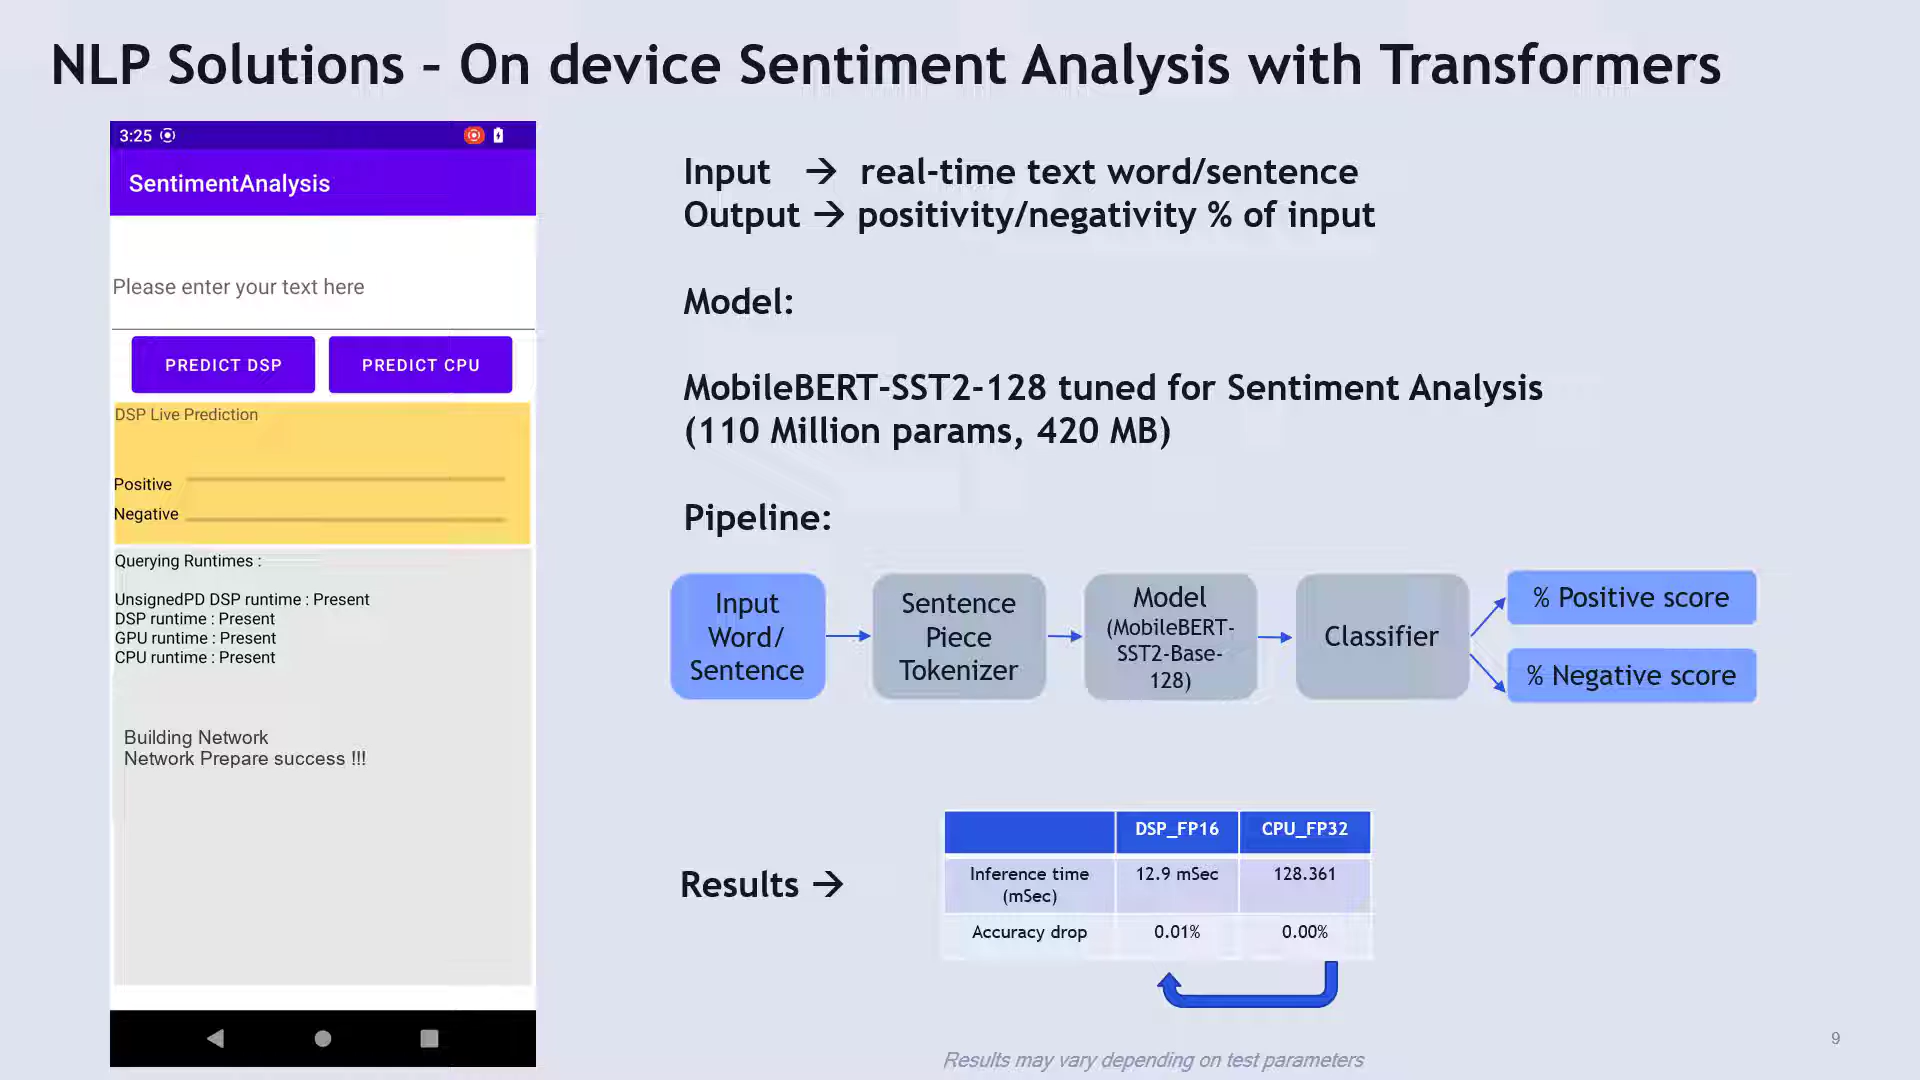 NLP Solutions – On device Sentiment Analysis with Transformers
3:25
SentimentAnalysis
Please enter your text here
PREDICT DSP PREDICT CPU
DSP Live Prediction
Positive
Negative
Querying Runtimes :
UnsignedPD DSP runtime : Present
DSP runtime : Present
GPU runtime : Present
CPU runtime : Present
Building Network
Network Prepare success !!!
Input → real-time text word/sentence
Output → positivity/negativity % of input
Model:
MobileBERT-SST2-128 tuned for Sentiment Analysis
(110 Million params, 420 MB)
Pipeline:
Input
Word/
Sentence
Sentence
Piece
Tokenizer
Model
(MobileBERT-
SST2-Base-
128)
Classifier
% Positive score
% Negative score
Results →
DSP_FP16 CPU_FP32
Inference time
(mSec)
12.9 mSec 128.361
Accuracy drop 0.01% 0.00%
Results may vary depending on test parameters
9